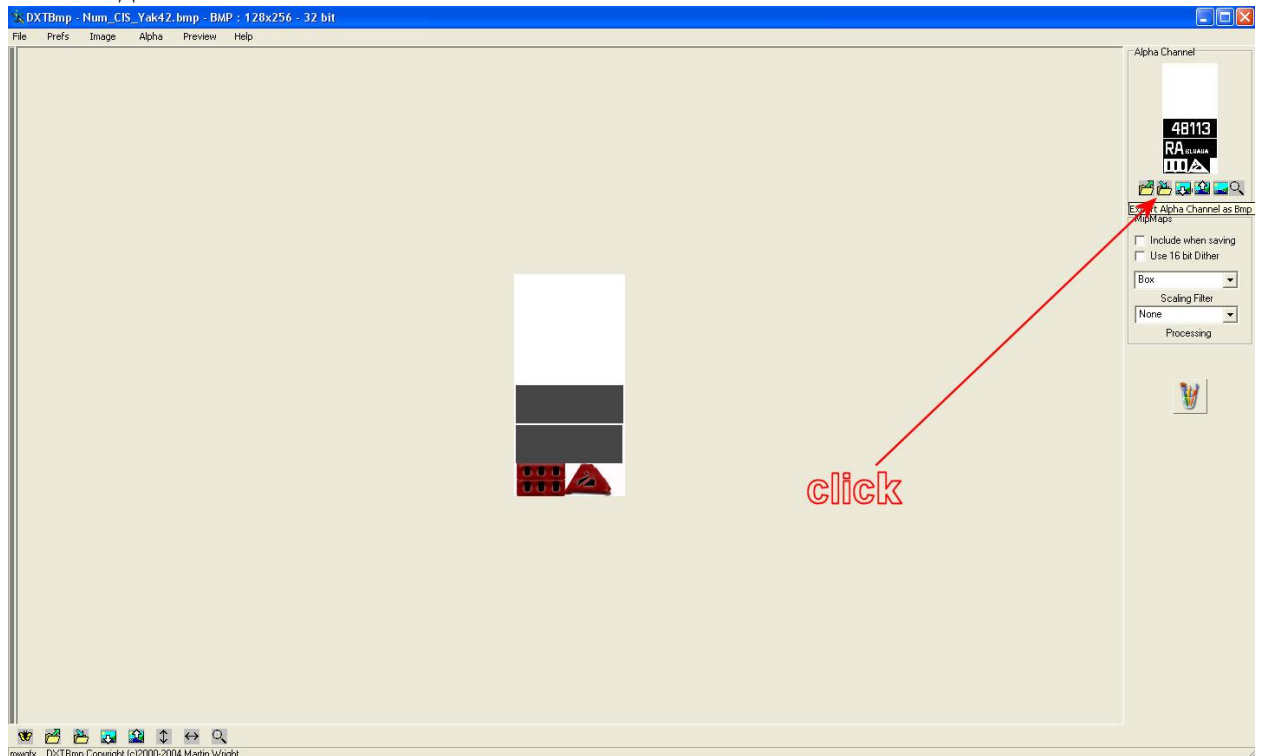 DXTBmp - Num_CIS_Yak42.bmp - BMP : 128x256 - 32 bit
File Prefs Image Alpha Preview Help
Alpha Channel
48113
RA
Export Alpha Channel as Bmp
MipMaps
Include when saving
Use 16 bit Dither
Box
Scaling Filter
None
Processing
click
mwgfx DXTBmp Copyright (c)2000-2004 Martin Wright